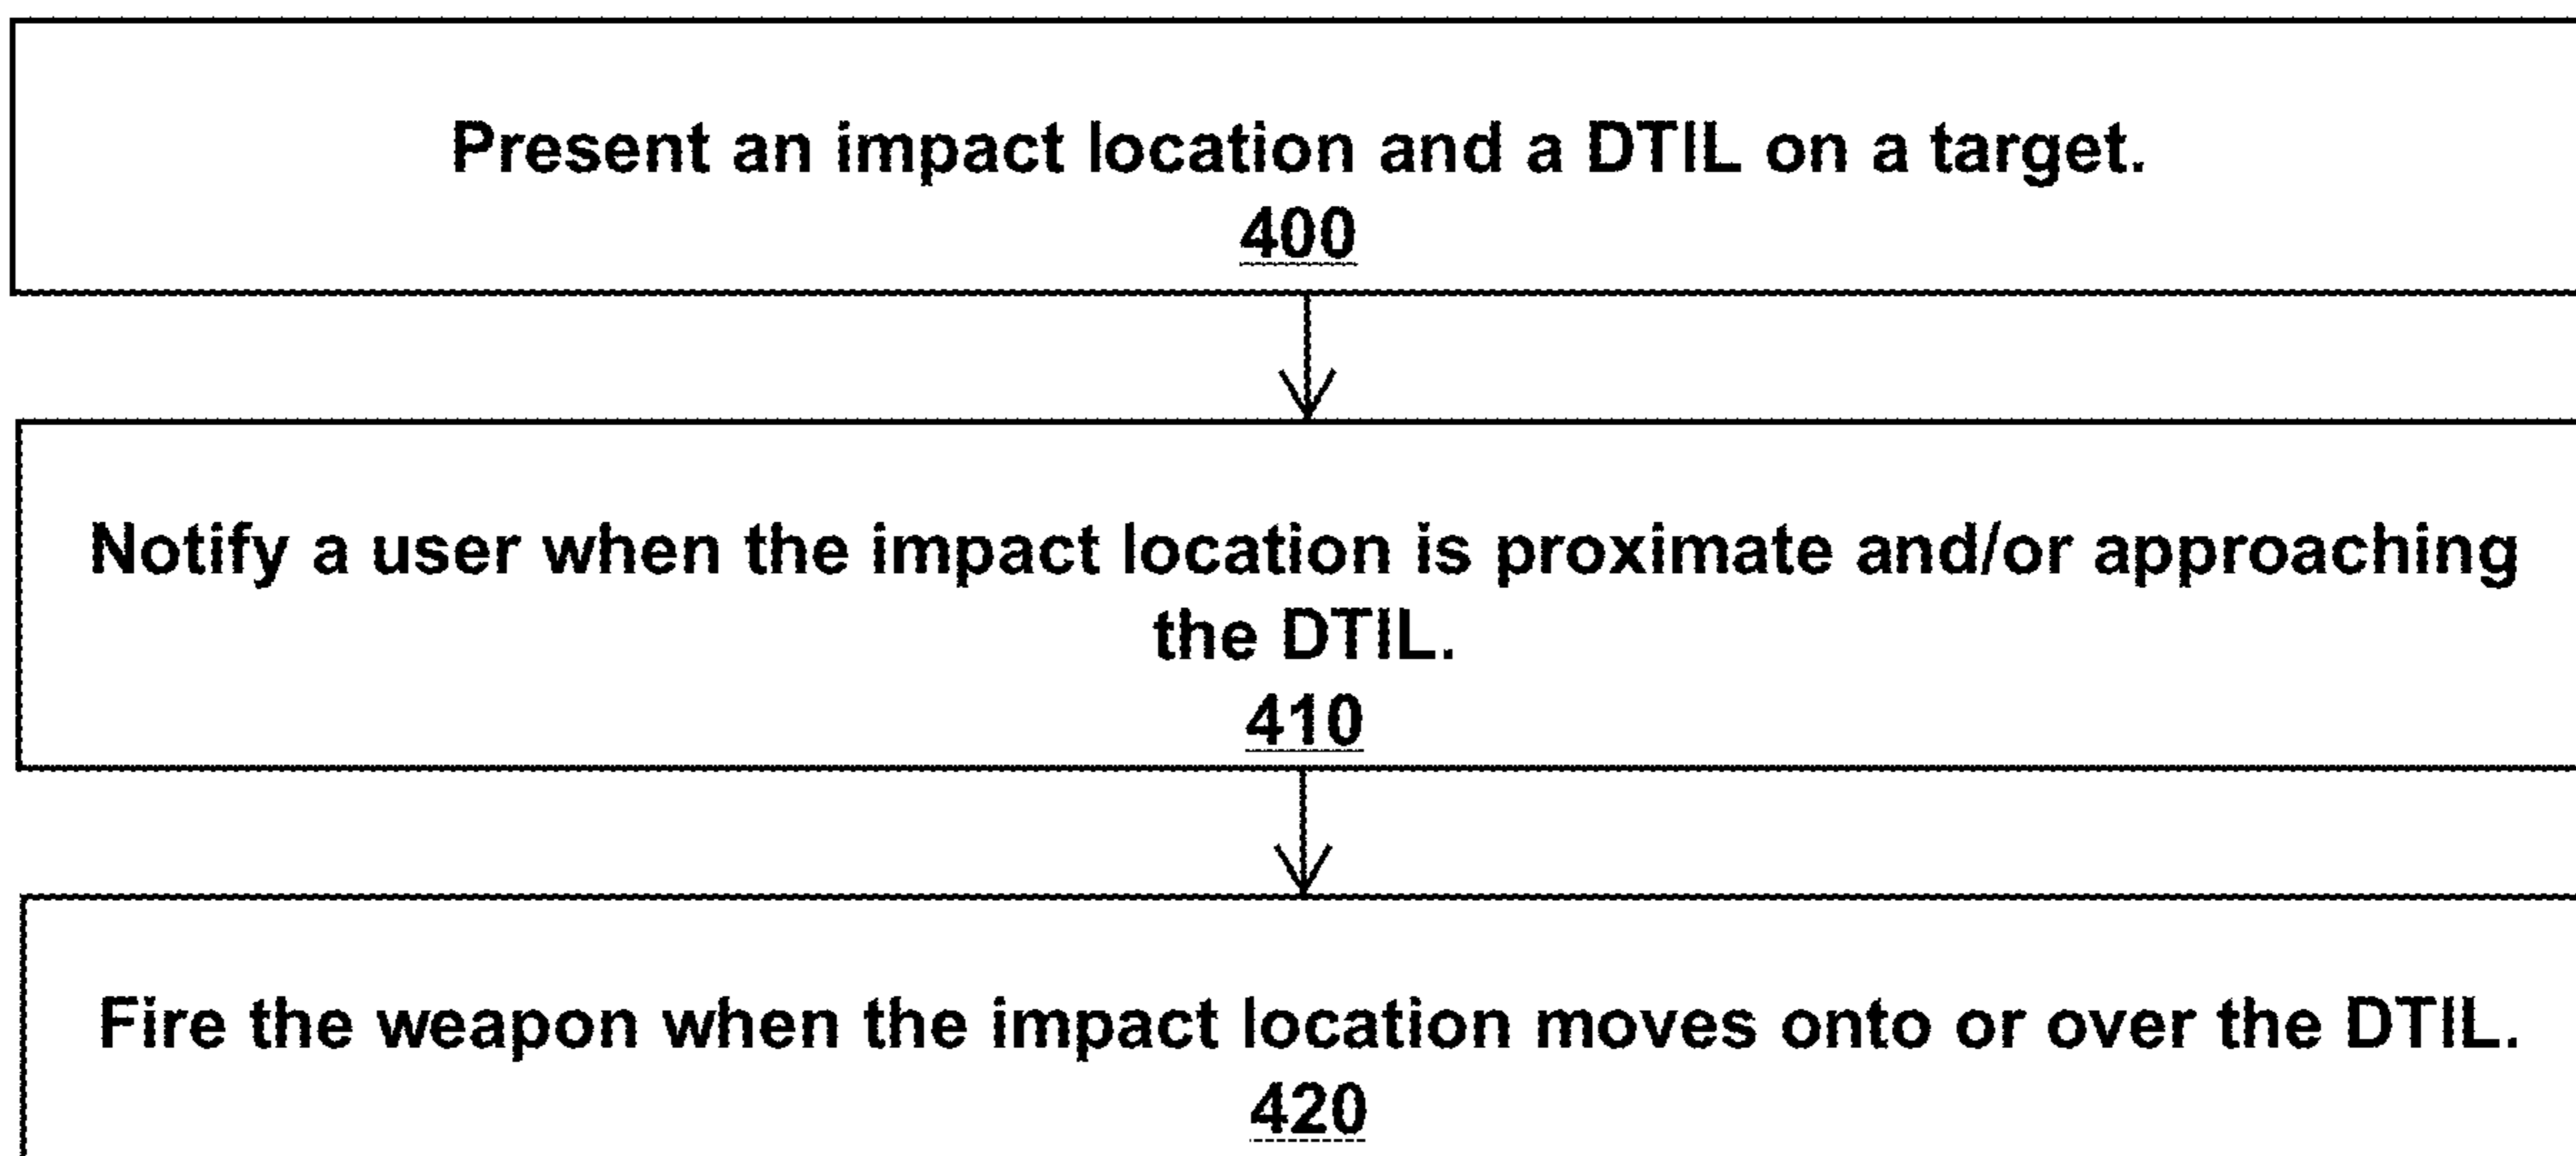 Present an impact location and a DTIL on a target.
400
Notify a user when the impact location is proximate and/or approaching
the DTIL.
410
Fire the weapon when the impact location moves onto or over the DTIL.
420